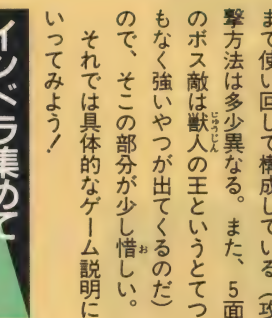 まで使い回して構成している（攻
撃方法は多少異なる。また、5面
のボス敵は獣人の王というとてつ
もなく強いやつが出てくるのだ）
ので、そこの部分が少し惜しい。
それでは具体的なゲーム説明に
いってみよう！
インドラ集めて